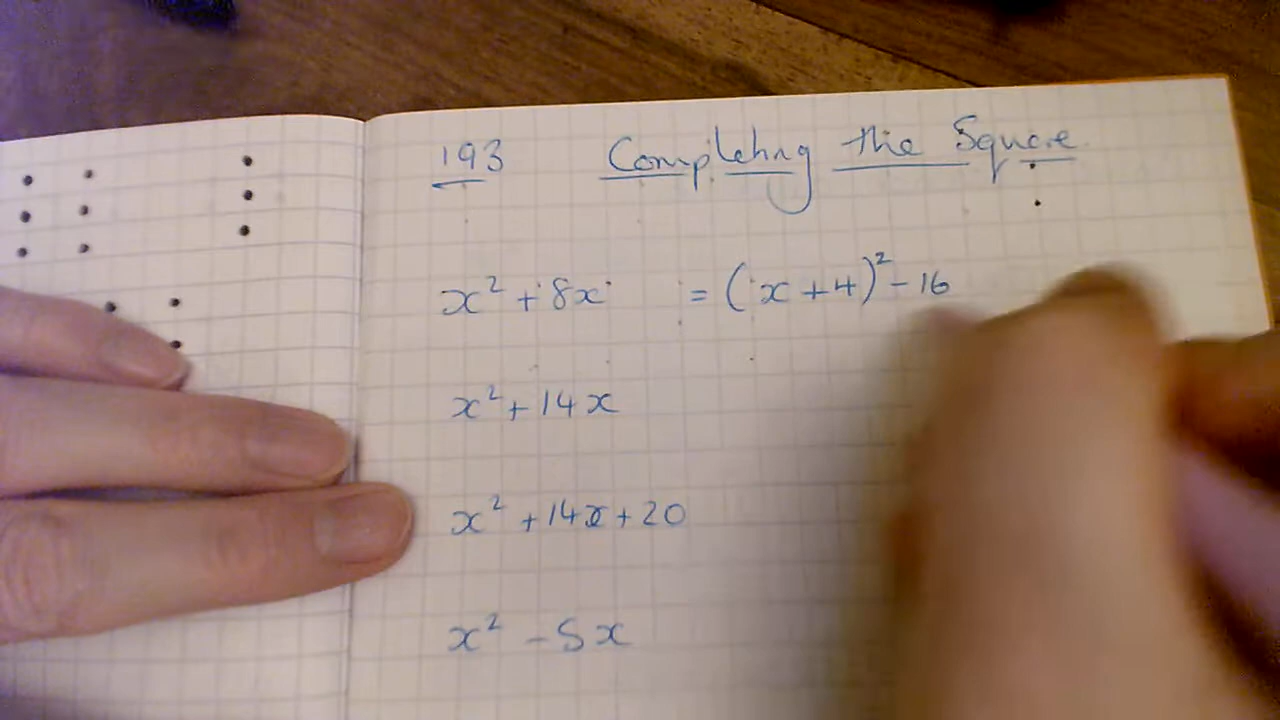 193 Completing the Square
x² + 8x = (x + 4)² - 16
x² + 14x
x² + 14x + 20
x² - 5x